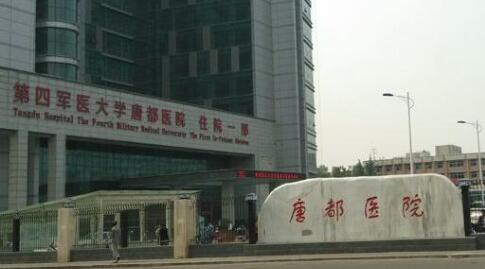 第四军医大学唐都医院 住院一部
Tangdu Hospital The Fourth Military Medical University The First In-Patient Building
唐都医院